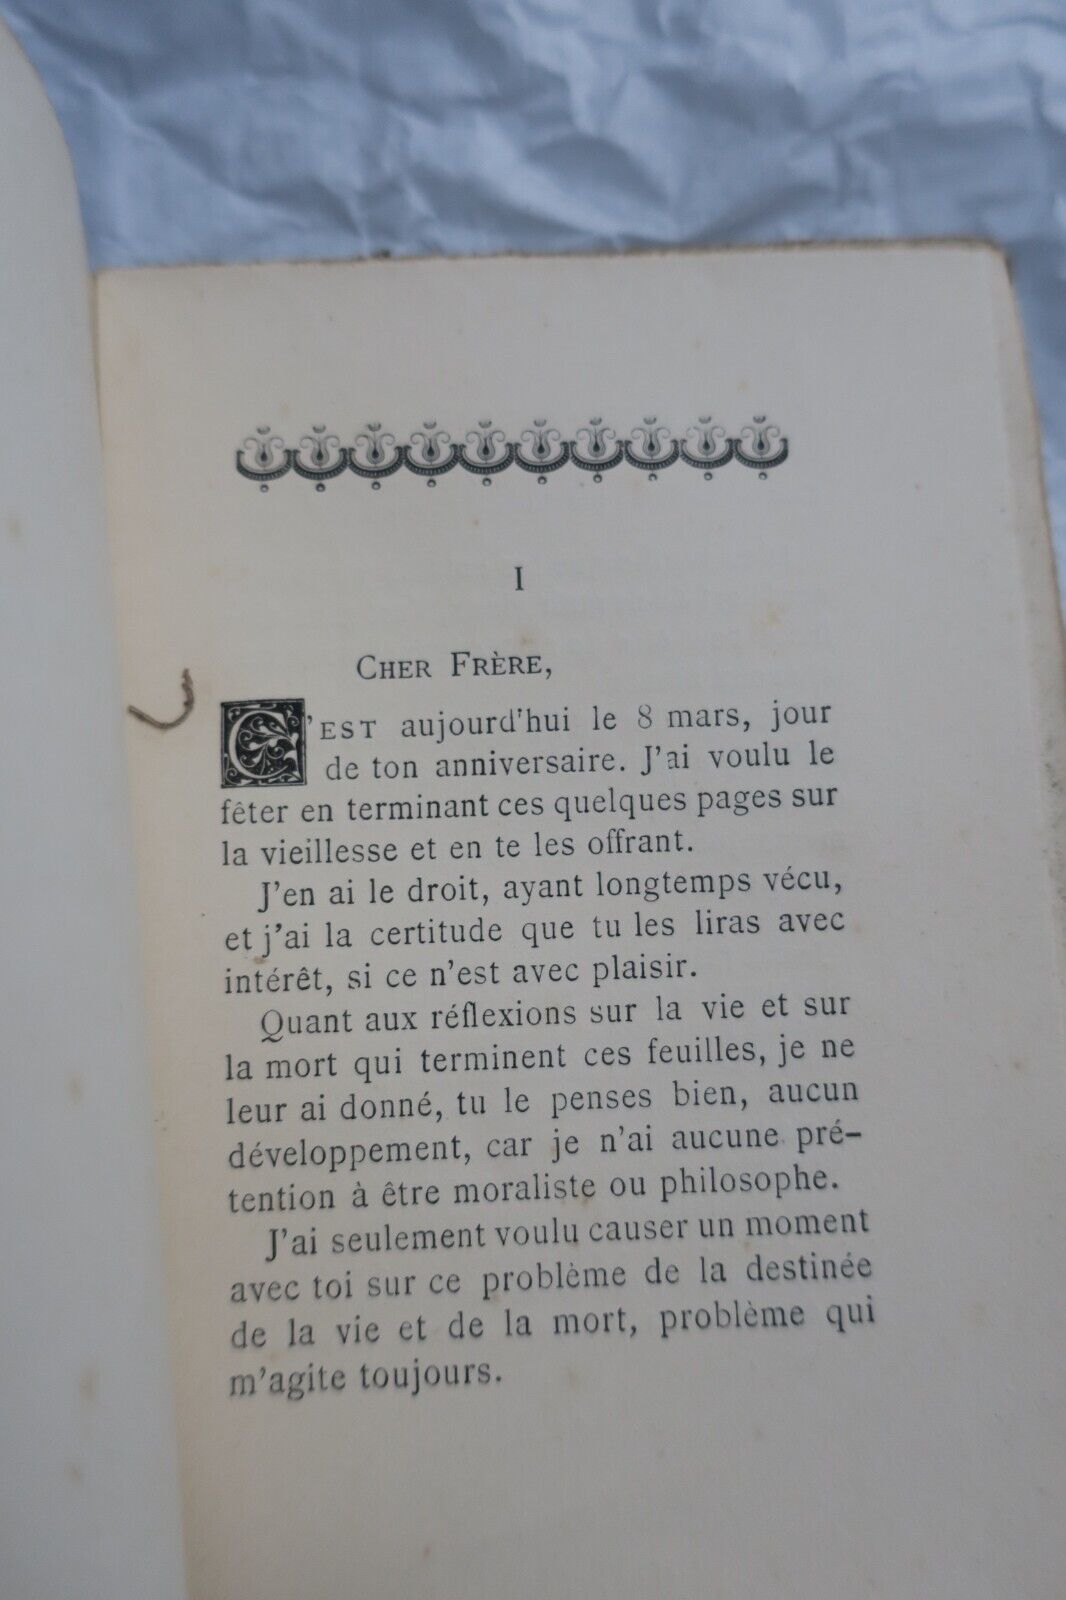 I
CHER FRÈRE,
C'EST aujourd'hui le 8 mars, jour
de ton anniversaire. J'ai voulu le
fêter en terminant ces quelques pages sur
la vieillesse et en te les offrant.
J'en ai le droit, ayant longtemps vécu,
et j'ai la certitude que tu les liras avec
intérêt, si ce n'est avec plaisir.
Quant aux réflexions sur la vie et sur
la mort qui terminent ces feuilles, je ne
leur ai donné, tu le penses bien, aucun
développement, car je n'ai aucune pré-
tention à être moraliste ou philosophe.
J'ai seulement voulu causer un moment
avec toi sur ce problème de la destinée
de la vie et de la mort, problème qui
m'agite toujours.